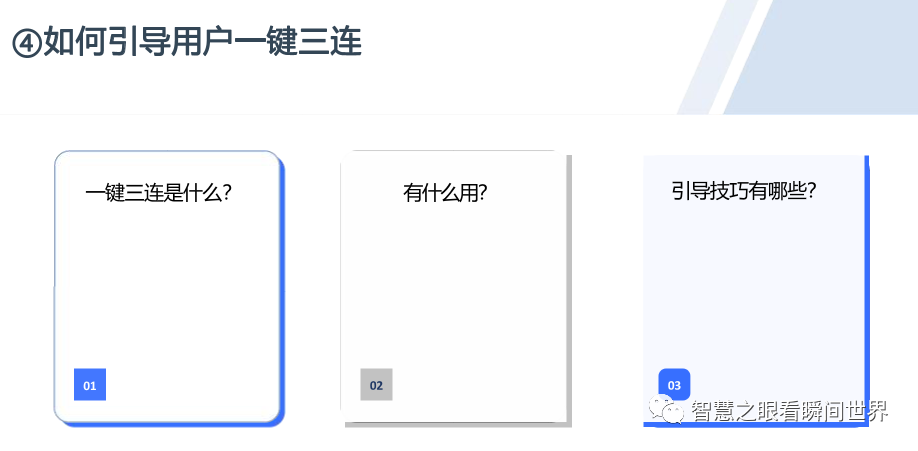 ④如何引导用户一键三连
一键三连是什么?
有什么用?
引导技巧有哪些?
01
02
03
智慧之眼看瞬间世界